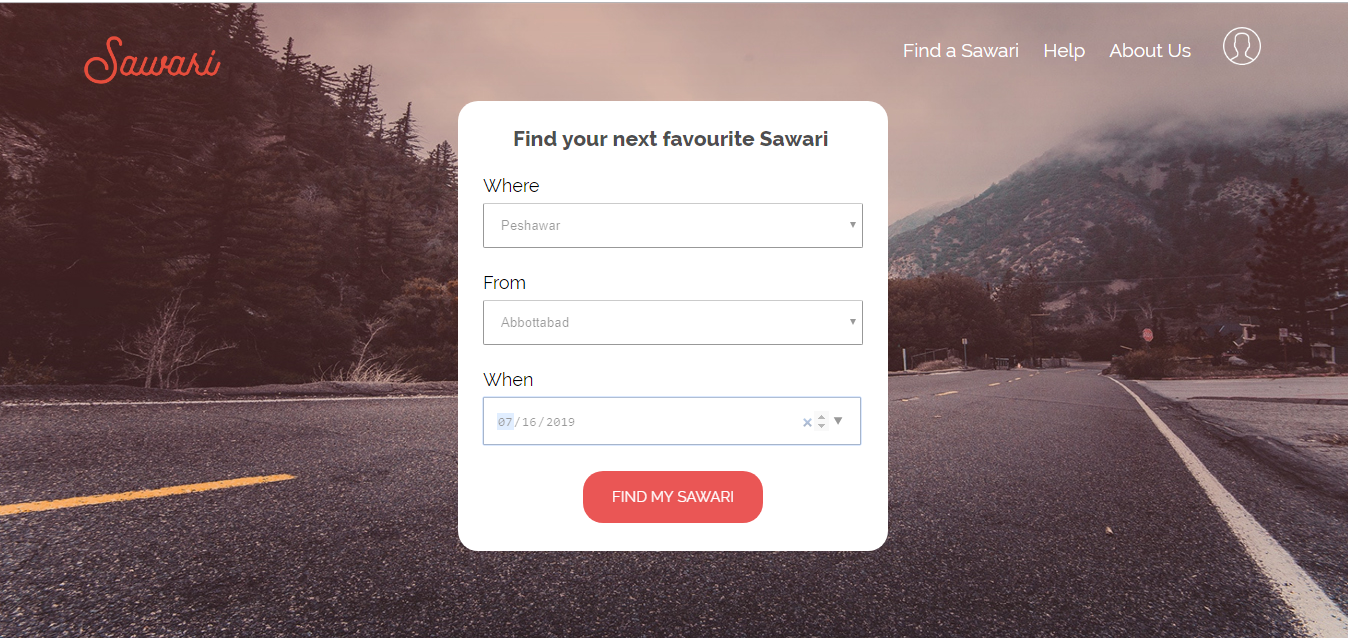 Sawari
Find a Sawari Help About Us
Find your next favourite Sawari
Where
Peshawar
From
Abbottabad
When
07/16/2019
FIND MY SAWARI